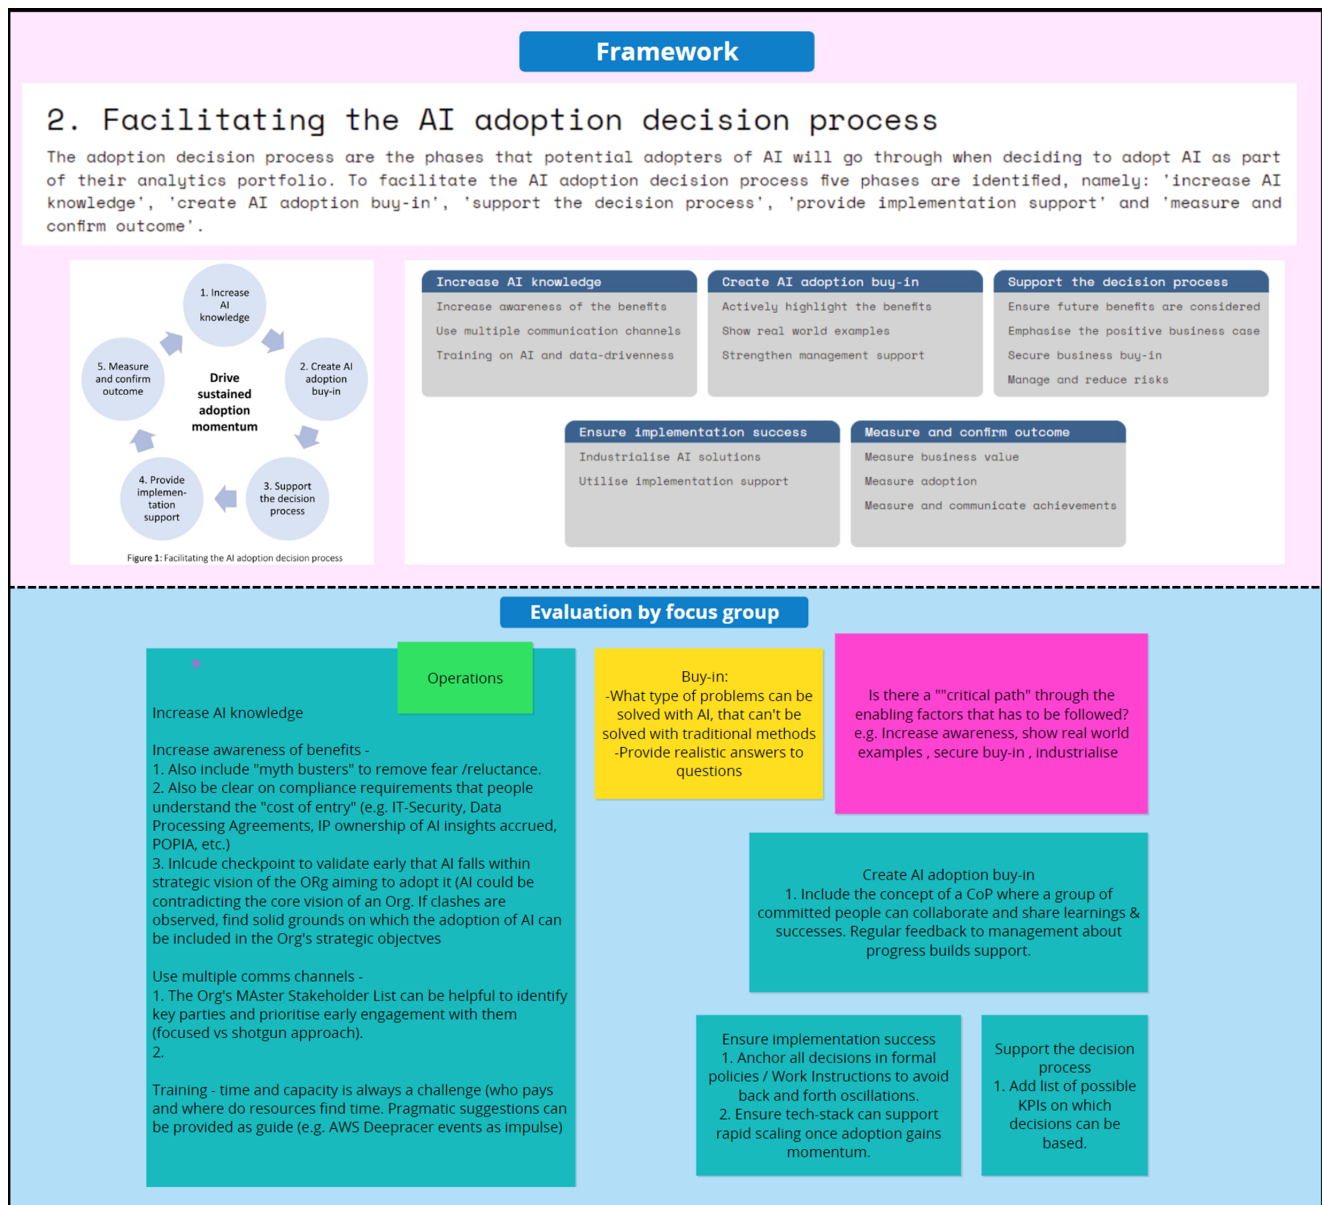 Framework
2. Facilitating the AI adoption decision process
The adoption decision process are the phases that potential adopters of AI will go through when deciding to adopt AI as part
of their analytics portfolio. To facilitate the AI adoption decision process five phases are identified, namely: 'increase AI
knowledge', 'create AI adoption buy-in', 'support the decision process', 'provide implementation support' and 'measure and
confirm outcome'.
1. Increase
AI
knowledge
2. Create AI
adoption
buy-in
3. Support
the decision
process
4. Provide
implemen-
tation
support
5. Measure
and confirm
outcome
Drive
sustained
adoption
momentum
Figure 1: Facilitating the AI adoption decision process
Increase AI knowledge
Increase awareness of the benefits
Use multiple communication channels
Training on AI and data-drivenness
Create AI adoption buy-in
Actively highlight the benefits
Show real world examples
Strengthen management support
Support the decision process
Ensure future benefits are considered
Emphasise the positive business case
Secure business buy-in
Manage and reduce risks
Ensure implementation success
Industrialise AI solutions
Utilise implementation support
Measure and confirm outcome
Measure business value
Measure adoption
Measure and communicate achievements
Evaluation by focus group
Operations
Increase AI knowledge
Increase awareness of benefits -
1. Also include "myth busters" to remove fear /reluctance.
2. Also be clear on compliance requirements that people
understand the "cost of entry" (e.g. IT-Security, Data
Processing Agreements, IP ownership of AI insights accrued,
POPIA, etc.)
3. Inlcude checkpoint to validate early that AI falls within
strategic vision of the ORg aiming to adopt it (AI could be
contradicting the core vision of an Org. If clashes are
observed, find solid grounds on which the adoption of AI can
be included in the Org's strategic objectves
Use multiple comms channels -
1. The Org's MAster Stakeholder List can be helpful to identify
key parties and prioritise early engagement with them
(focused vs shotgun approach).
2.
Training - time and capacity is always a challenge (who pays
and where do resources find time. Pragmatic suggestions can
be provided as guide (e.g. AWS Deepracer events as impulse)
Buy-in:
-What type of problems can be
solved with AI, that can't be
solved with traditional methods
-Provide realistic answers to
questions
Is there a ""critical path" through the
enabling factors that has to be followed?
e.g. Increase awareness, show real world
examples , secure buy-in , industrialise
Create AI adoption buy-in
1. Include the concept of a CoP where a group of
committed people can collaborate and share learnings &
successes. Regular feedback to management about
progress builds support.
Ensure implementation success
1. Anchor all decisions in formal
policies / Work Instructions to avoid
back and forth oscillations.
2. Ensure tech-stack can support
rapid scaling once adoption gains
momentum.
Support the decision
process
1. Add list of possible
KPIs on which
decisions can be
based.